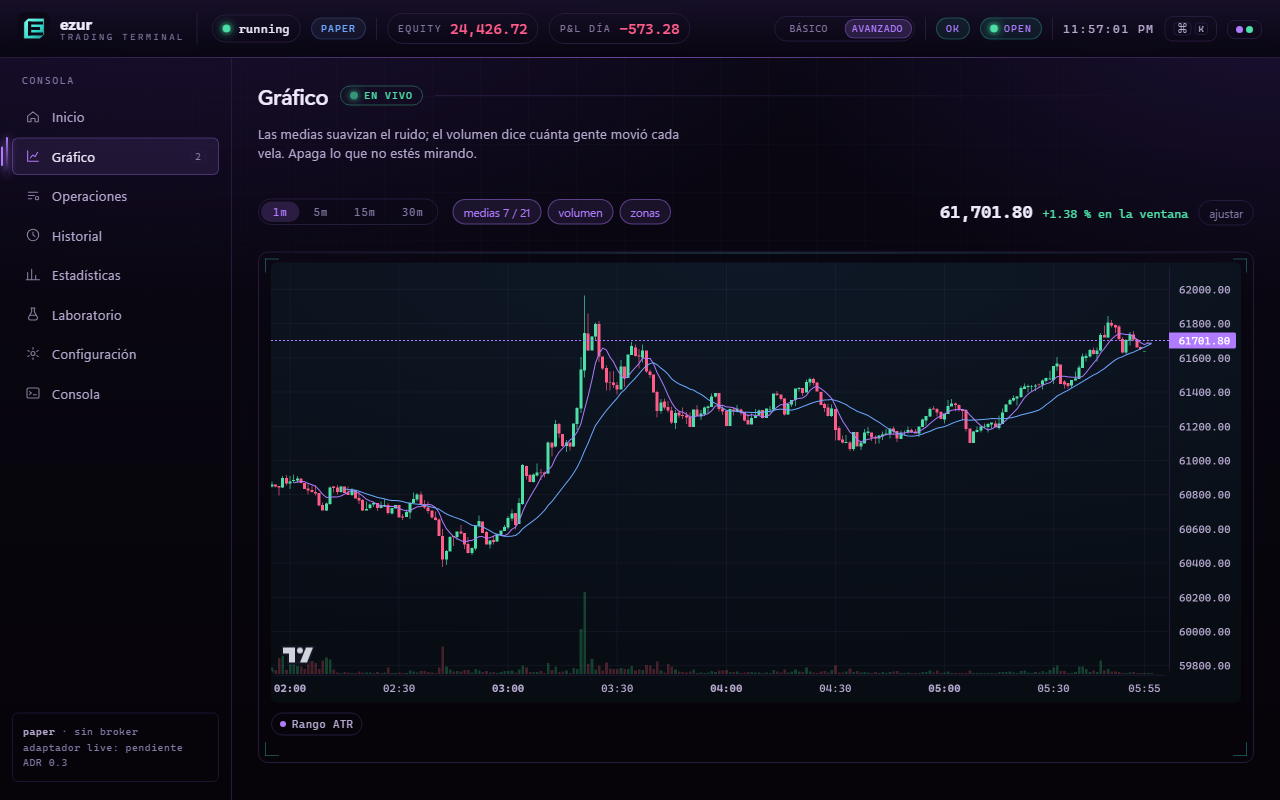 ezur
TRADING TERMINAL
running
PAPER
EQUITY 24,426.72
P&L DÍA −573.28
BÁSICO
AVANZADO
OK
OPEN
11:57:01 PM
⌘ K
CONSOLA
Inicio
Gráfico 2
Operaciones
Historial
Estadísticas
Laboratorio
Configuración
Consola
paper · sin broker
adaptador live: pendiente
ADR 0.3
Gráfico
EN VIVO
Las medias suavizan el ruido; el volumen dice cuánta gente movió cada
vela. Apaga lo que no estés mirando.
1m 5m 15m 30m
medias 7 / 21
volumen
zonas
61,701.80 +1.38 % en la ventana
ajustar
62000.00
61800.00
61701.80
61600.00
61400.00
61200.00
61000.00
60800.00
60600.00
60400.00
60200.00
60000.00
59800.00
02:00 02:30 03:00 03:30 04:00 04:30 05:00 05:30 05:55
Rango ATR